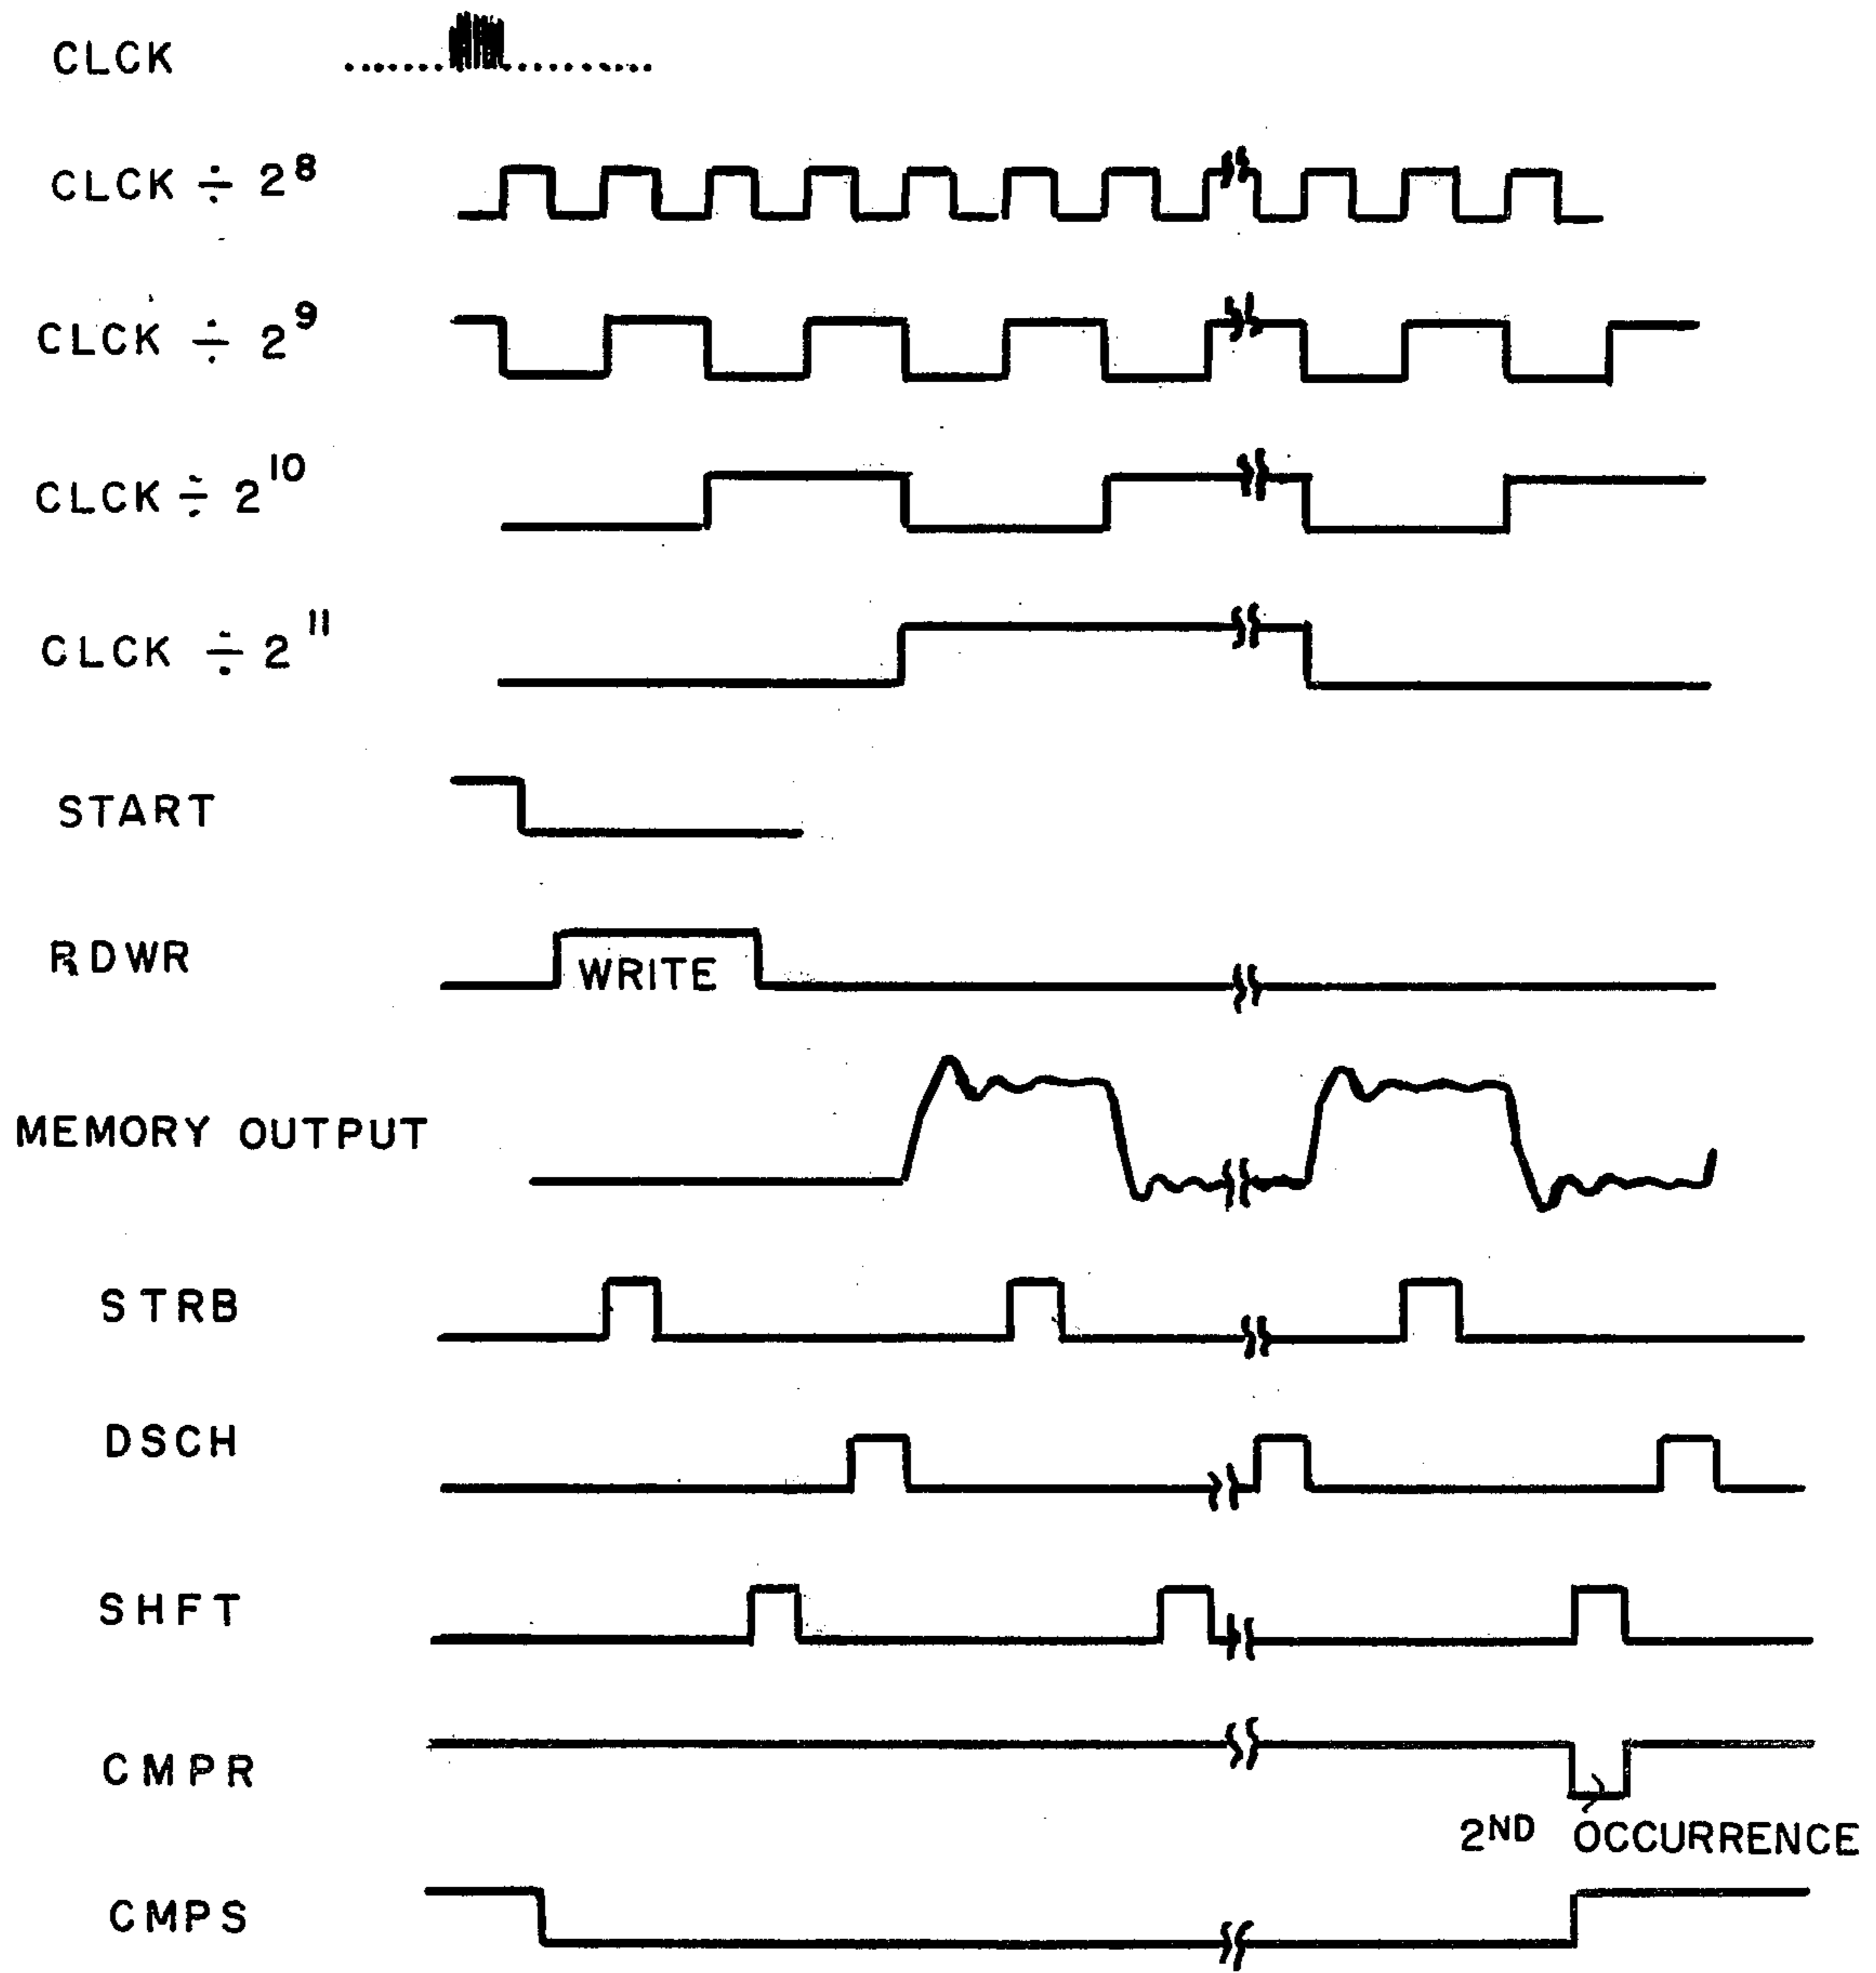 CLCK
CLCK ÷ 2⁸
CLCK ÷ 2⁹
CLCK ÷ 2¹⁰
CLCK ÷ 2¹¹
START
RDWR
WRITE
MEMORY OUTPUT
STRB
DSCH
SHFT
CMPR
2ND OCCURRENCE
CMPS